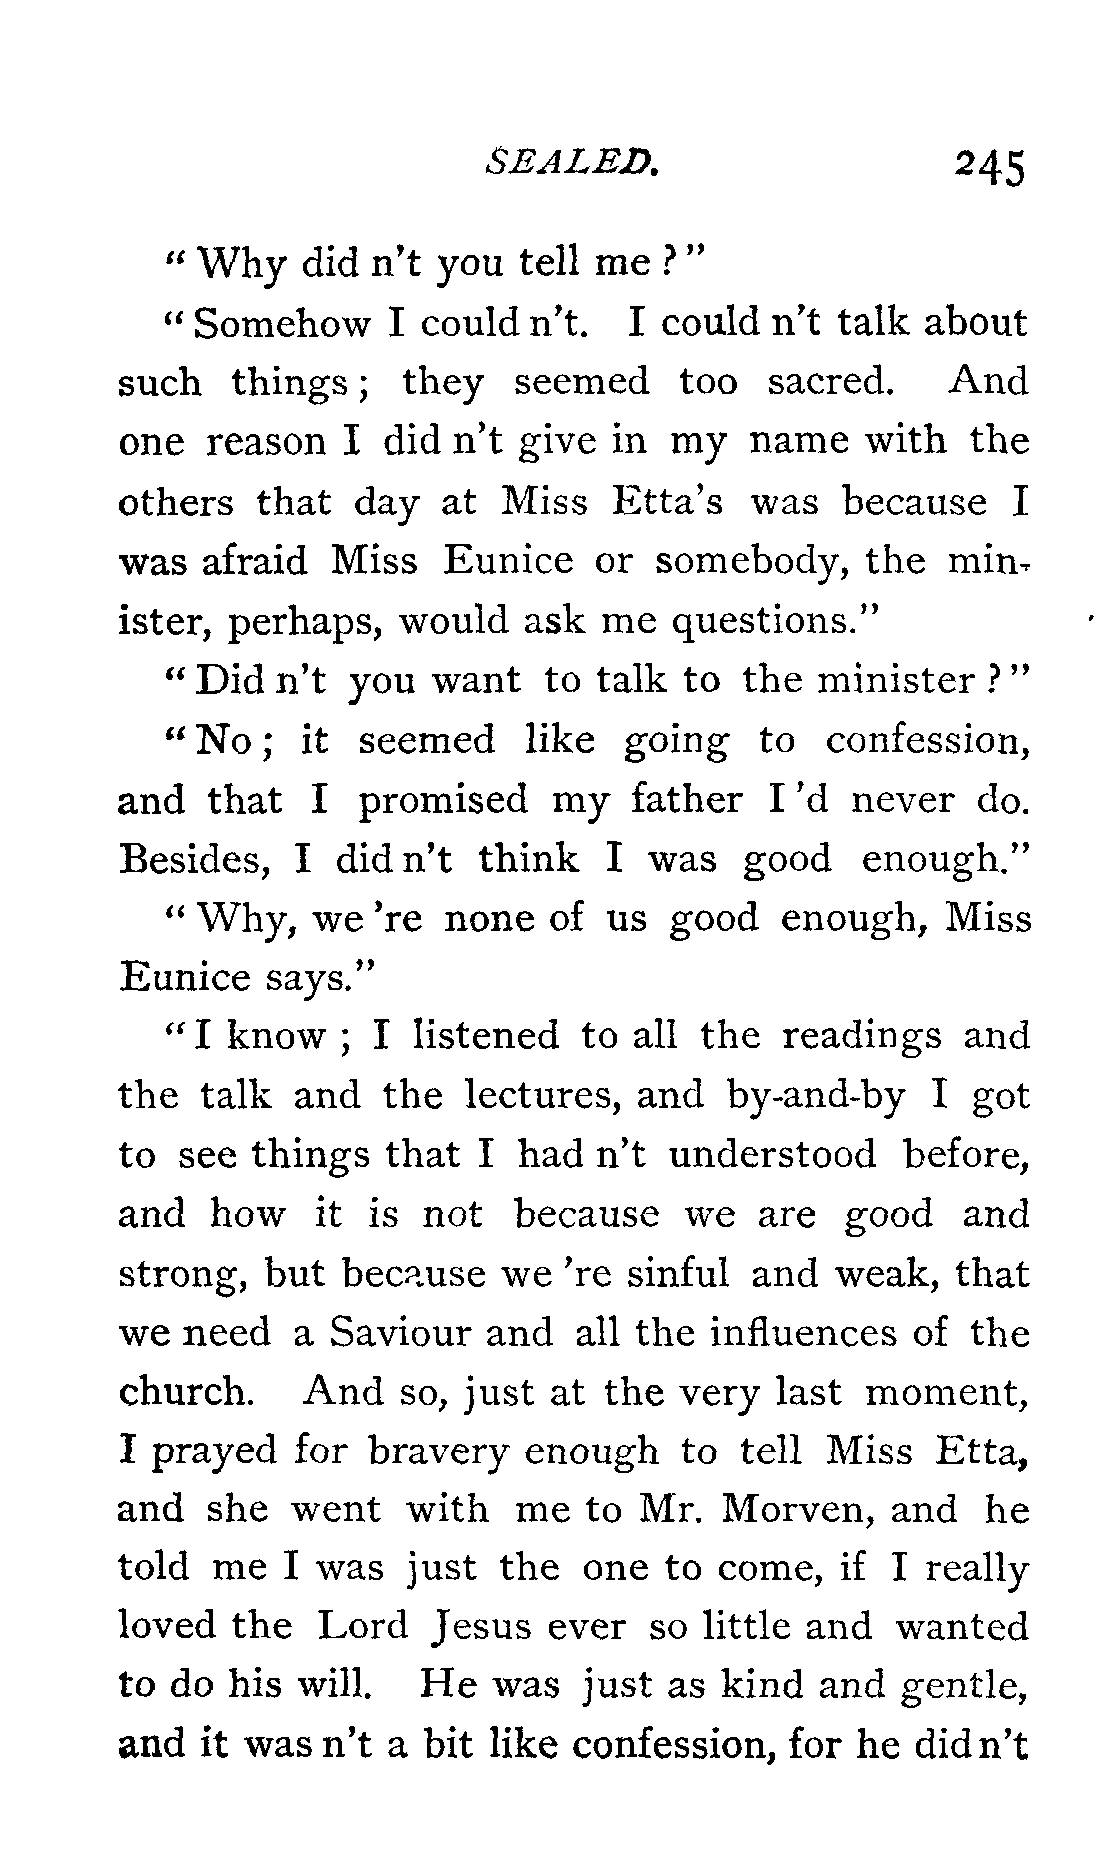 SEALED. 245
“ Why did n’t you tell me ? ”
“ Somehow I could n’t. I could n’t talk about
such things ; they seemed too sacred. And
one reason I did n’t give in my name with the
others that day at Miss Etta’s was because I
was afraid Miss Eunice or somebody, the min-
ister, perhaps, would ask me questions.”
“ Did n’t you want to talk to the minister ? ”
“ No ; it seemed like going to confession,
and that I promised my father I ’d never do.
Besides, I did n’t think I was good enough.”
“ Why, we ’re none of us good enough, Miss
Eunice says.”
“ I know ; I listened to all the readings and
the talk and the lectures, and by-and-by I got
to see things that I had n’t understood before,
and how it is not because we are good and
strong, but because we ’re sinful and weak, that
we need a Saviour and all the influences of the
church. And so, just at the very last moment,
I prayed for bravery enough to tell Miss Etta,
and she went with me to Mr. Morven, and he
told me I was just the one to come, if I really
loved the Lord Jesus ever so little and wanted
to do his will. He was just as kind and gentle,
and it was n’t a bit like confession, for he did n’t